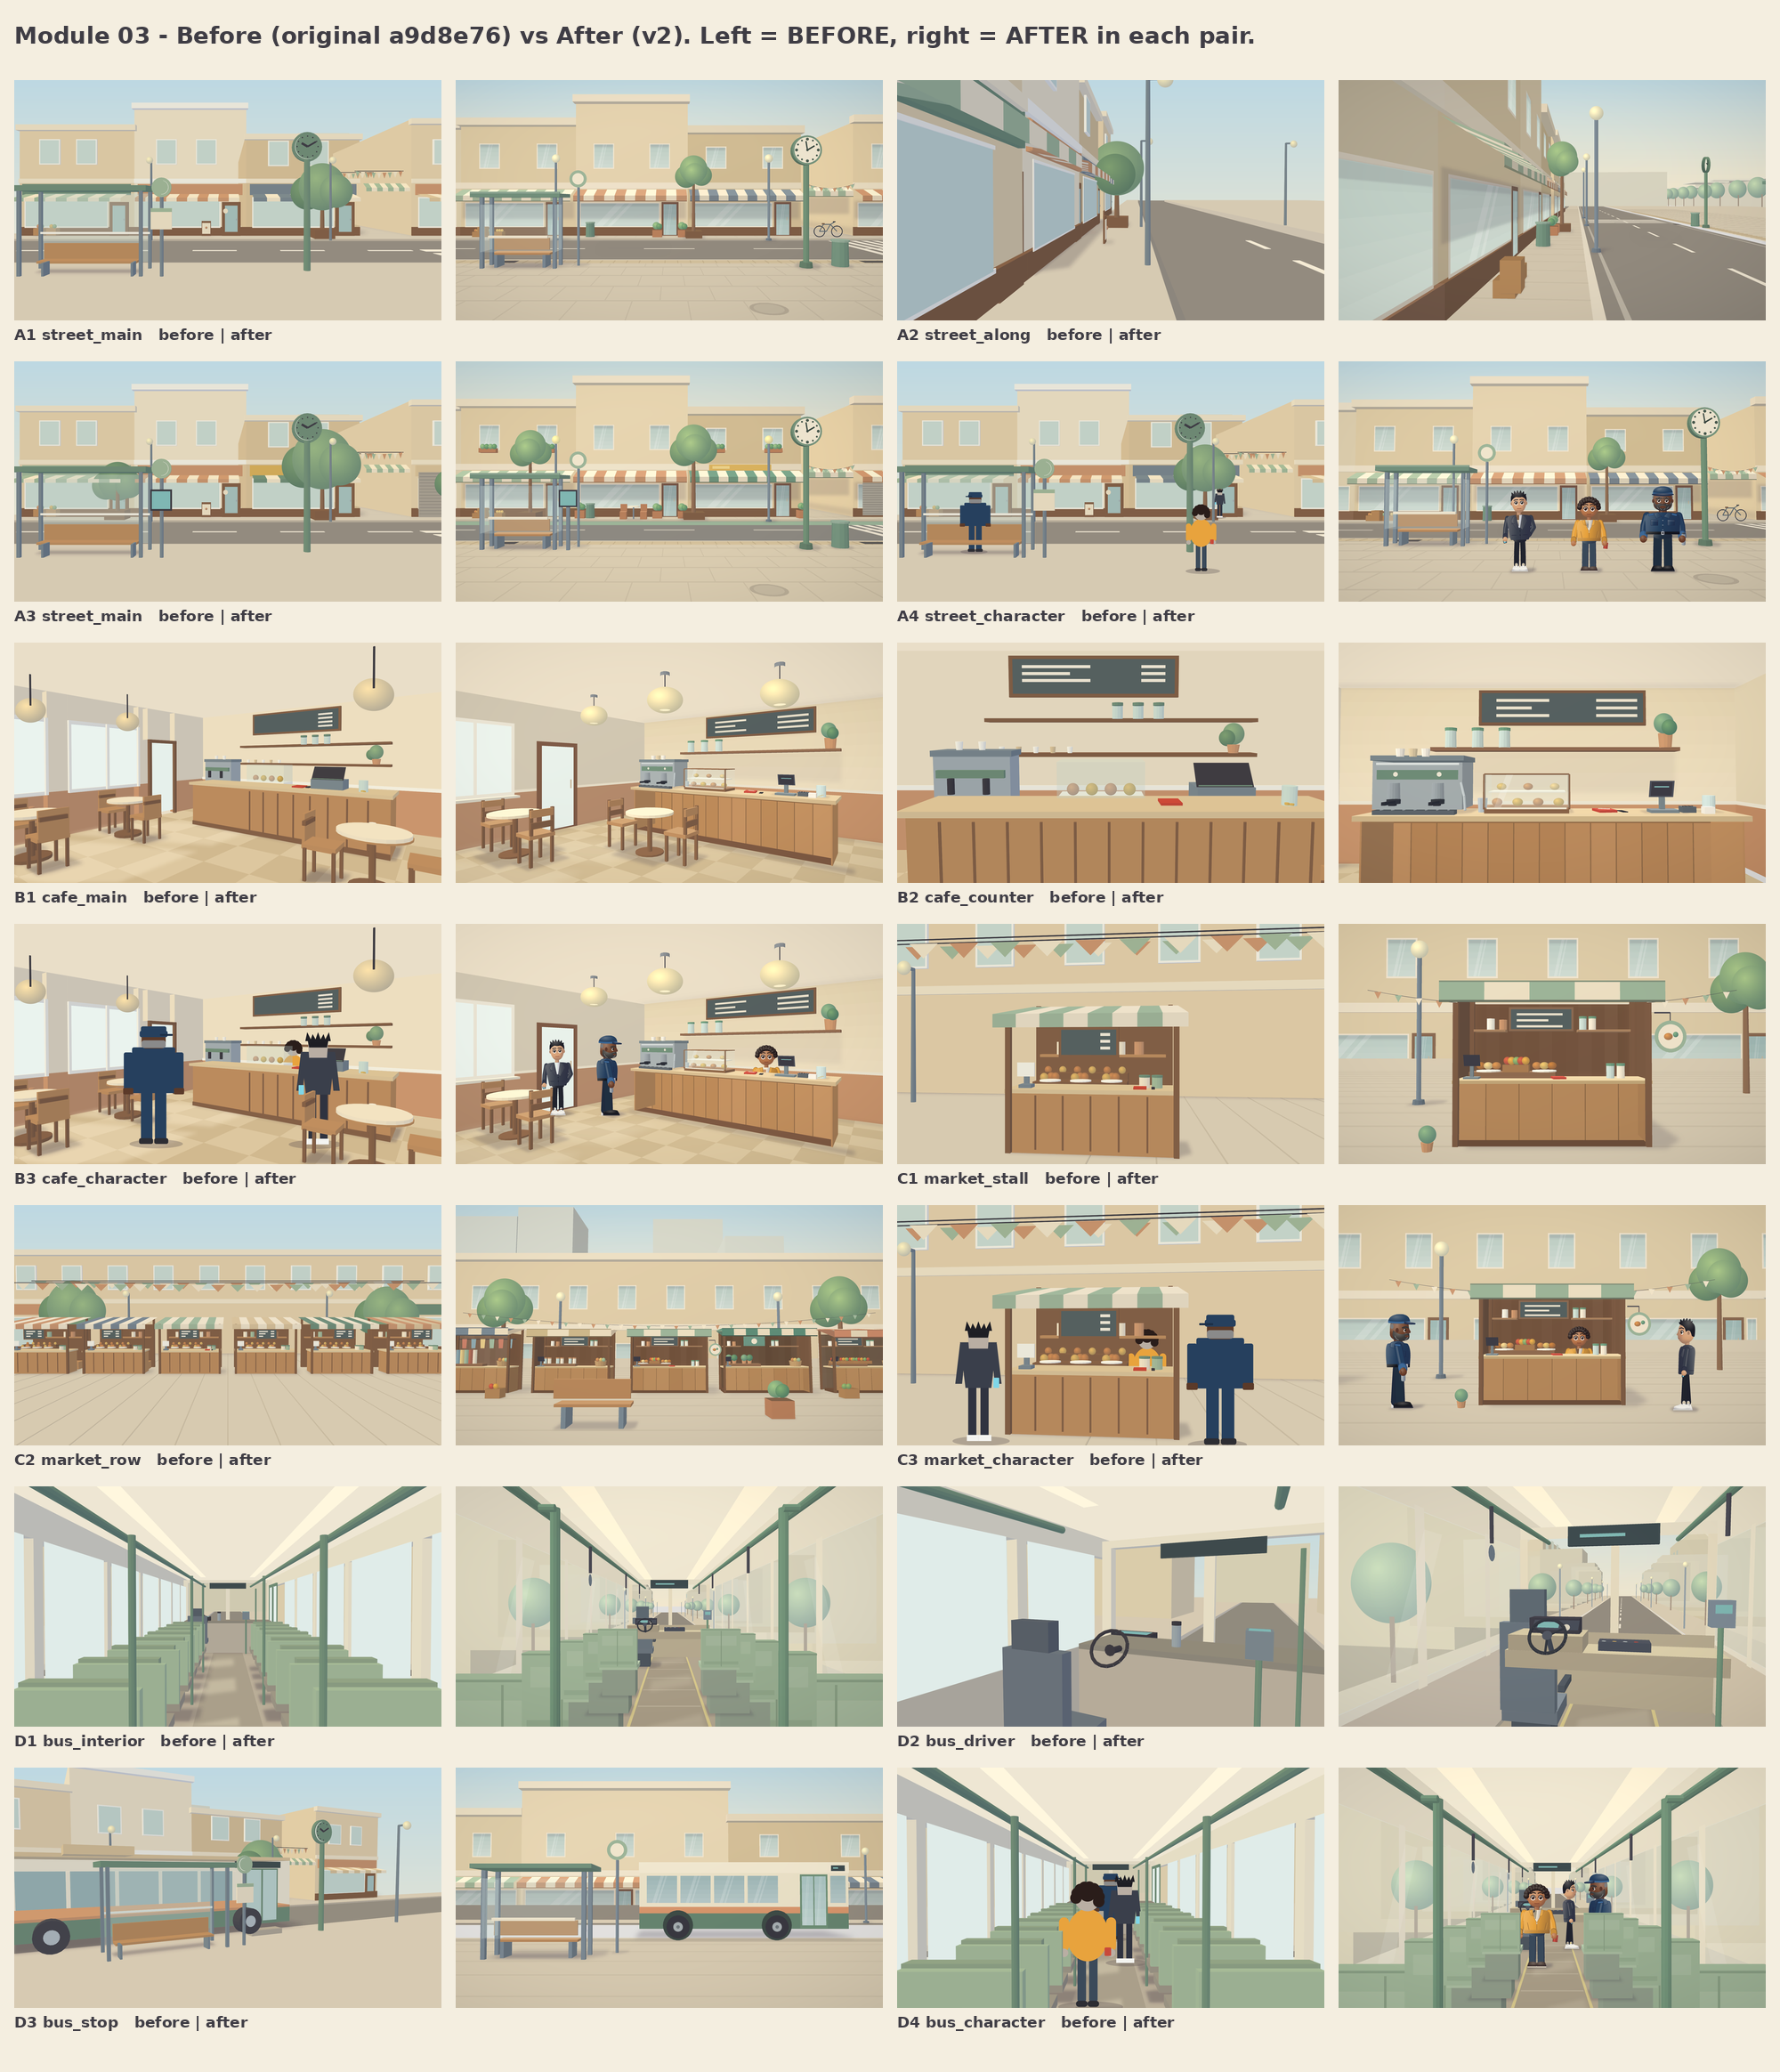 Module 03 - Before (original a9d8e76) vs After (v2). Left = BEFORE, right = AFTER in each pair.
A1 street_main before | after
A2 street_along before | after
A3 street_main before | after
A4 street_character before | after
B1 cafe_main before | after
B2 cafe_counter before | after
B3 cafe_character before | after
C1 market_stall before | after
C2 market_row before | after
C3 market_character before | after
D1 bus_interior before | after
D2 bus_driver before | after
D3 bus_stop before | after
D4 bus_character before | after